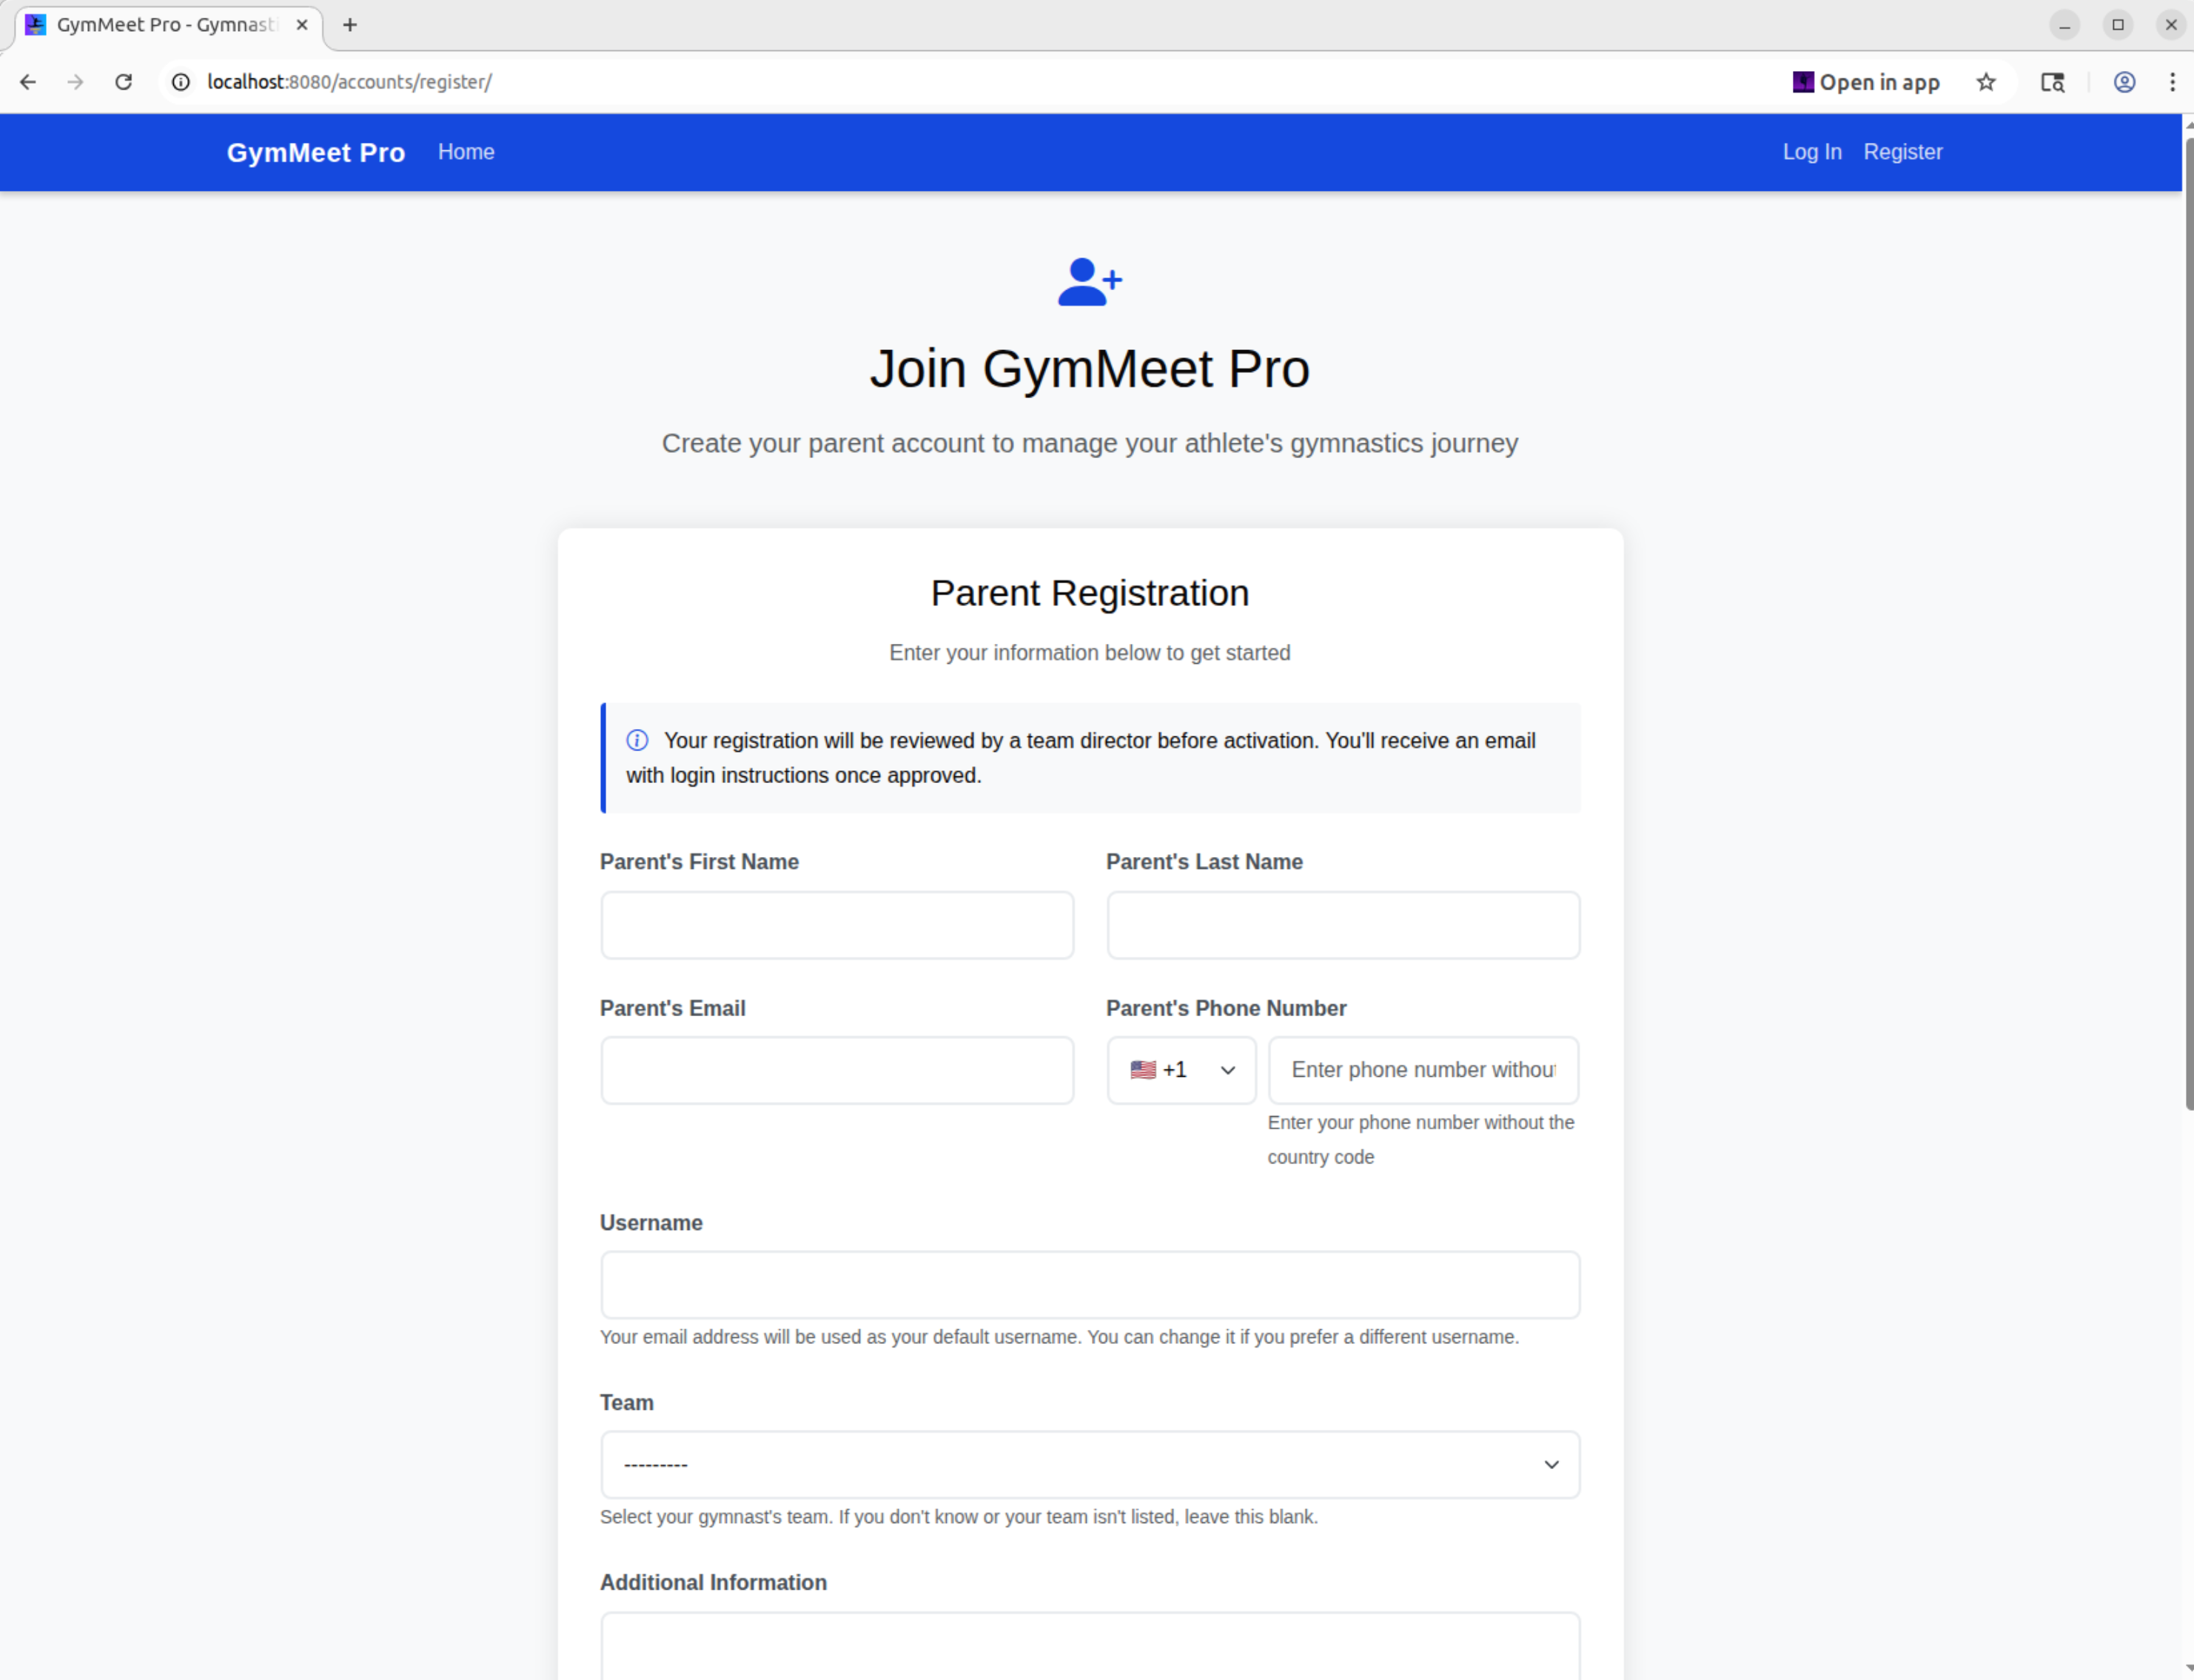 GymMeet Pro - Gymnast
localhost:8080/accounts/register/
Open in app
GymMeet Pro
Home
Log In
Register
Join GymMeet Pro
Create your parent account to manage your athlete's gymnastics journey
Parent Registration
Enter your information below to get started
Your registration will be reviewed by a team director before activation. You'll receive an email
with login instructions once approved.
Parent's First Name
Parent's Last Name
Parent's Email
Parent's Phone Number
🇺🇸 +1
Enter phone number without
Enter your phone number without the
country code
Username
Your email address will be used as your default username. You can change it if you prefer a different username.
Team
---------
Select your gymnast's team. If you don't know or your team isn't listed, leave this blank.
Additional Information